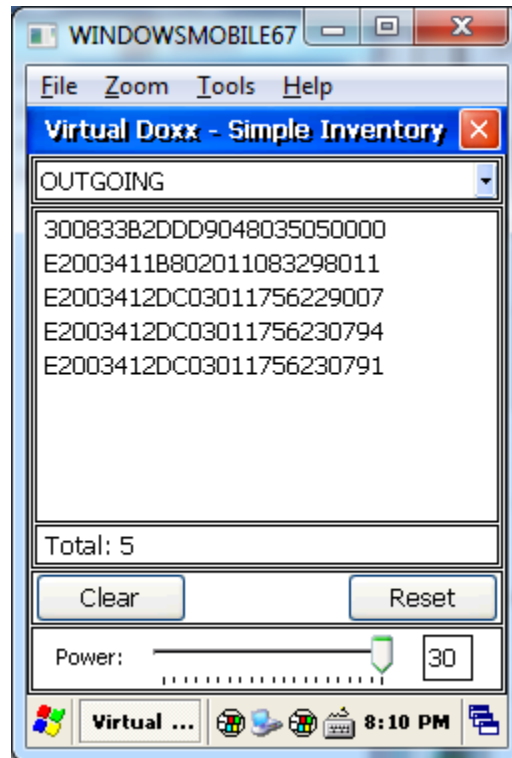 WINDOWSMOBILE67
File Zoom Tools Help
Virtual Doxx - Simple Inventory
OUTGOING
300833B2DDD9048035050000
E2003411B802011083298011
E2003412DC03011756229007
E2003412DC03011756230794
E2003412DC03011756230791
Total: 5
Clear Reset
Power: 30
Virtual ... 8:10 PM